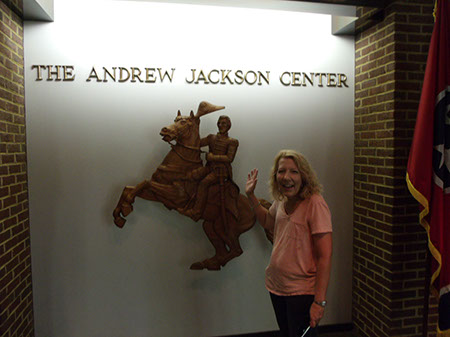 THE ANDREW JACKSON CENTER